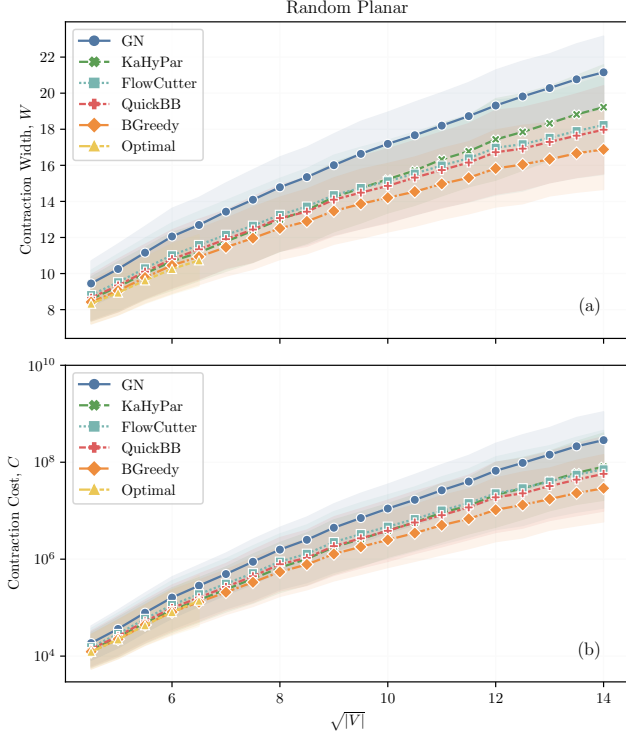 Random Planar
Contraction Width, W
22
20
18
16
14
12
10
8
GN
KaHyPar
FlowCutter
QuickBB
BGreedy
Optimal
(a)
Contraction Cost, C
10^10
10^8
10^6
10^4
GN
KaHyPar
FlowCutter
QuickBB
BGreedy
Optimal
(b)
6
8
10
12
14
√|V|